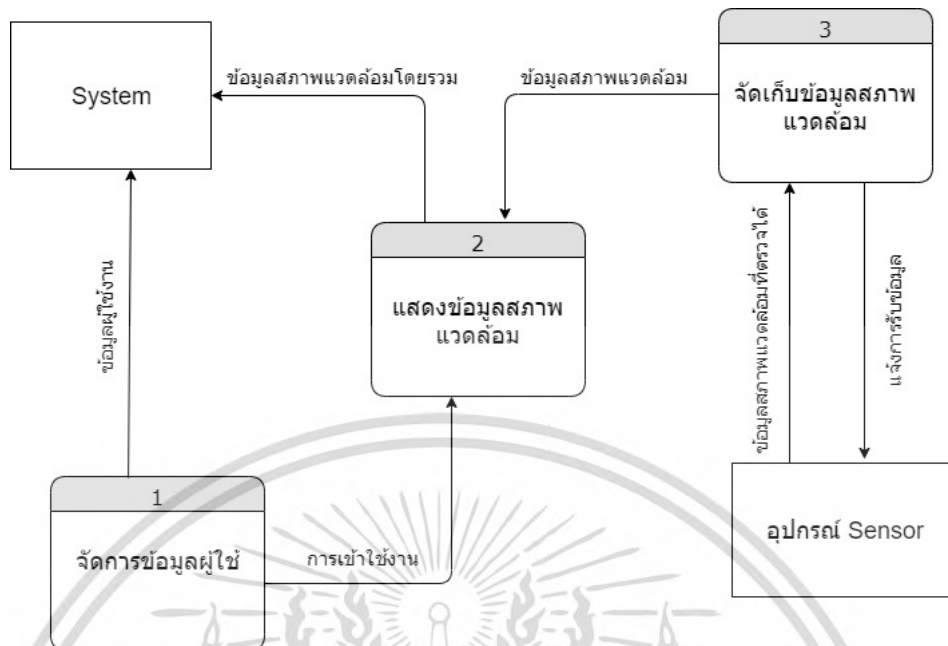 3
System
ข้อมูลสภาพแวดล้อมโดยรวม
ข้อมูลสภาพแวดล้อม
จัดเก็บข้อมูลสภาพ
แวดล้อม
2
แสดงข้อมูลสภาพ
แวดล้อม
ข้อมูลผู้ใช้งาน
ข้อมูลสภาพแวดล้อมที่ตรวจได้
แจ้งการรับข้อมูล
1
จัดการข้อมูลผู้ใช้
การเข้าใช้งาน
อุปกรณ์ Sensor